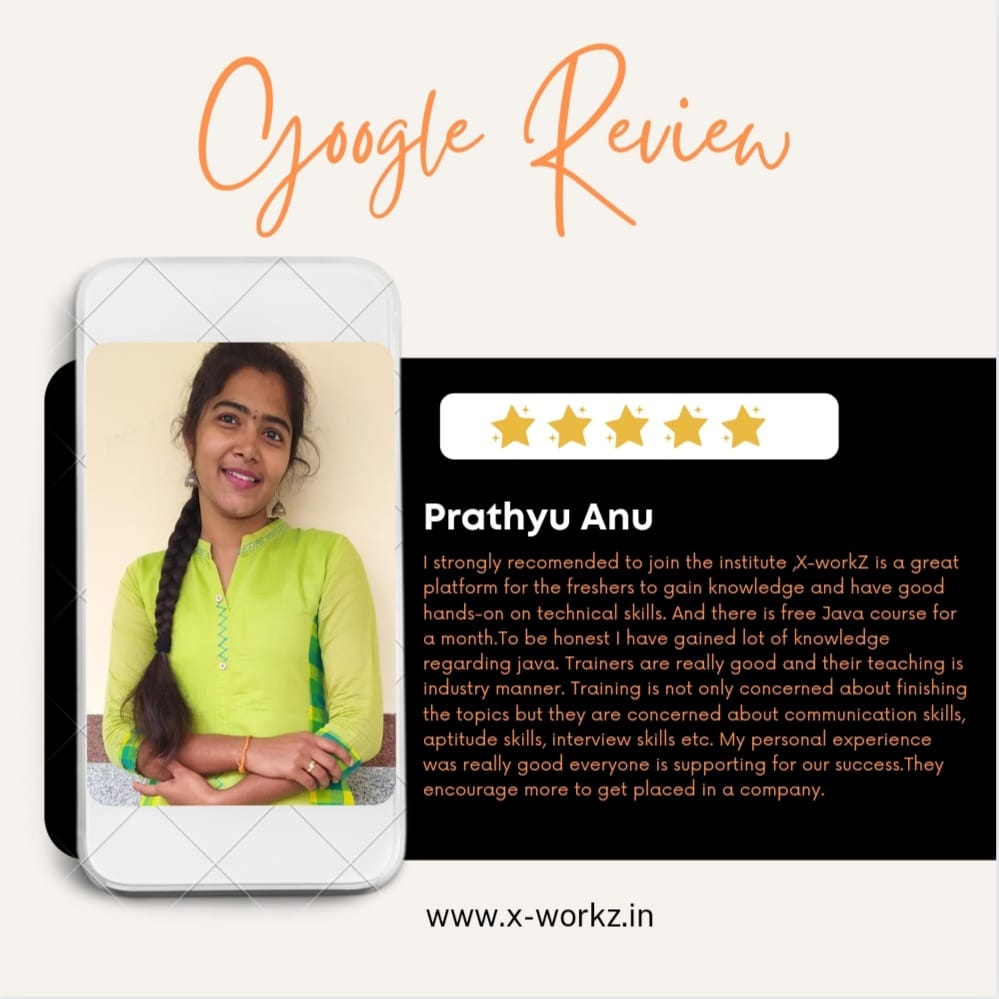 Google Review
Prathyu Anu
I strongly recomended to join the institute ,X-workZ is a great
platform for the freshers to gain knowledge and have good
hands-on on technical skills. And there is free Java course for
a month.To be honest I have gained lot of knowledge
regarding java. Trainers are really good and their teaching is
industry manner. Training is not only concerned about finishing
the topics but they are concerned about communication skills,
aptitude skills, interview skills etc. My personal experience
was really good everyone is supporting for our success.They
encourage more to get placed in a company.
www.x-workz.in